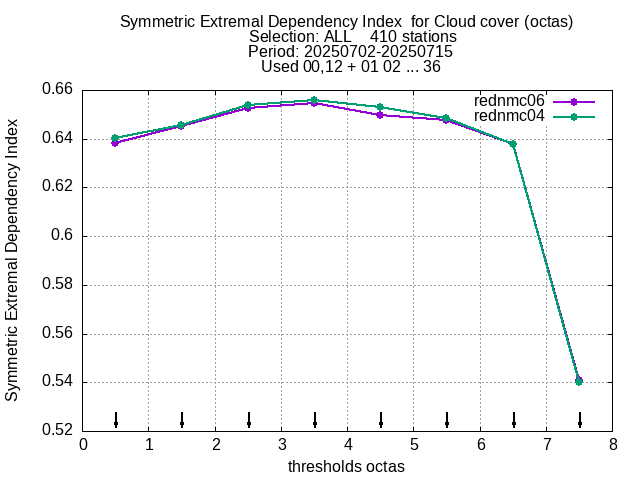 Symmetric Extremal Dependency Index  for Cloud cover (octas)
Selection: ALL    410 stations
Period: 20250702-20250715
Used 00,12 + 01 02 ... 36
rednmc06
rednmc04
Symmetric Extremal Dependency Index
0.66
0.64
0.62
0.6
0.58
0.56
0.54
0.52
0 1 2 3 4 5 6 7 8
thresholds octas